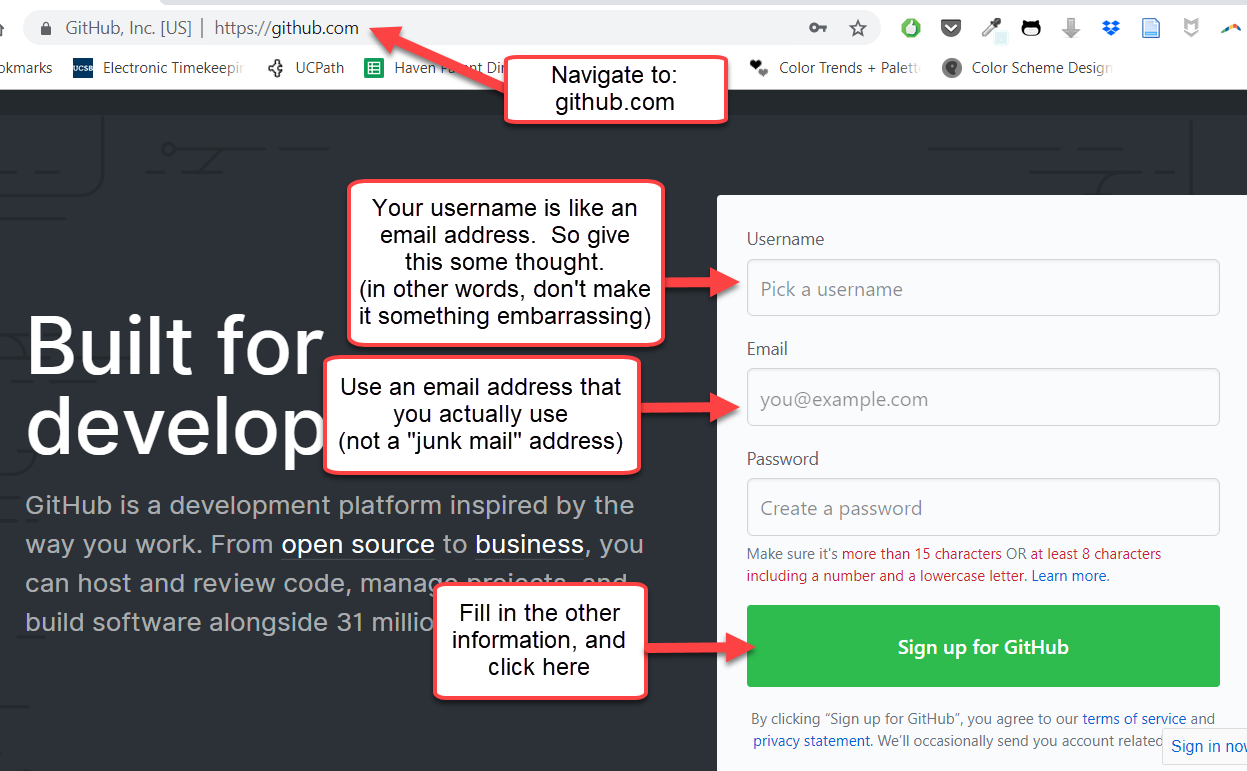 GitHub, Inc. [US] | https://github.com
okmarks UCSB Electronic Timekeepin UCPath Haven Parent Dir Color Trends + Palett Color Scheme Design
Navigate to:
github.com
Your username is like an
email address. So give
this some thought.
(in other words, don't make
it something embarrassing)
Username
Pick a username
Built for
develop
Use an email address that
you actually use
(not a "junk mail" address)
Email
you@example.com
Password
Create a password
Make sure it's more than 15 characters OR at least 8 characters
including a number and a lowercase letter. Learn more.
GitHub is a development platform inspired by the
way you work. From open source to business, you
can host and review code, manage projects, and
build software alongside 31 millio
Fill in the other
information, and
click here
Sign up for GitHub
By clicking “Sign up for GitHub”, you agree to our terms of service and
privacy statement. We’ll occasionally send you account related
Sign in now